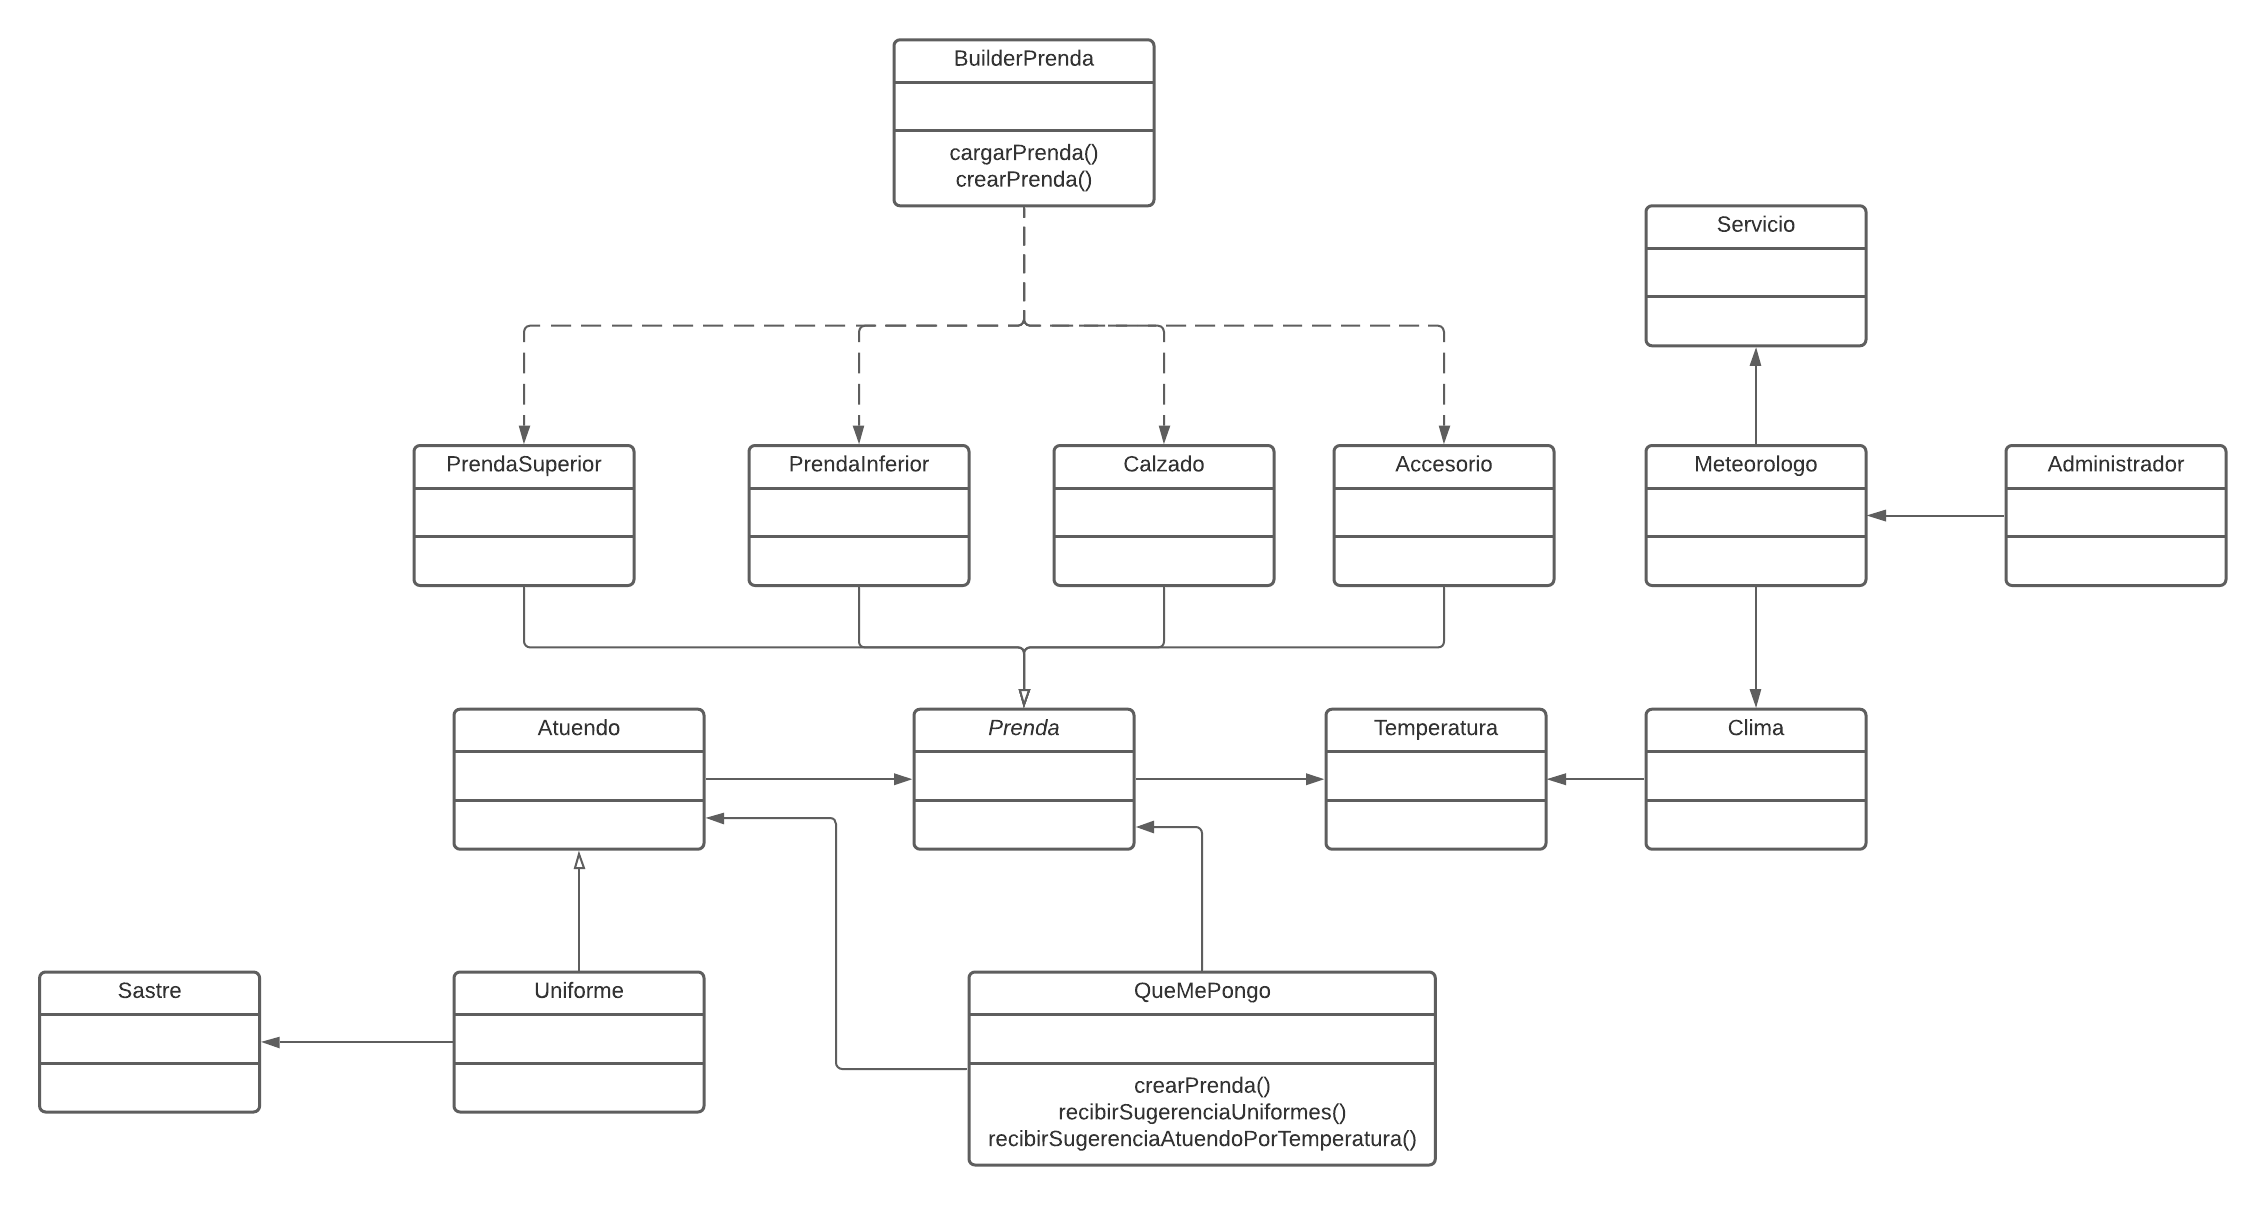 BuilderPrenda
cargarPrenda()
crearPrenda()
Servicio
PrendaSuperior
PrendaInferior
Calzado
Accesorio
Meteorologo
Administrador
Atuendo
Prenda
Temperatura
Clima
Sastre
Uniforme
QueMePongo
crearPrenda()
recibirSugerenciaUniformes()
recibirSugerenciaAtuendoPorTemperatura()